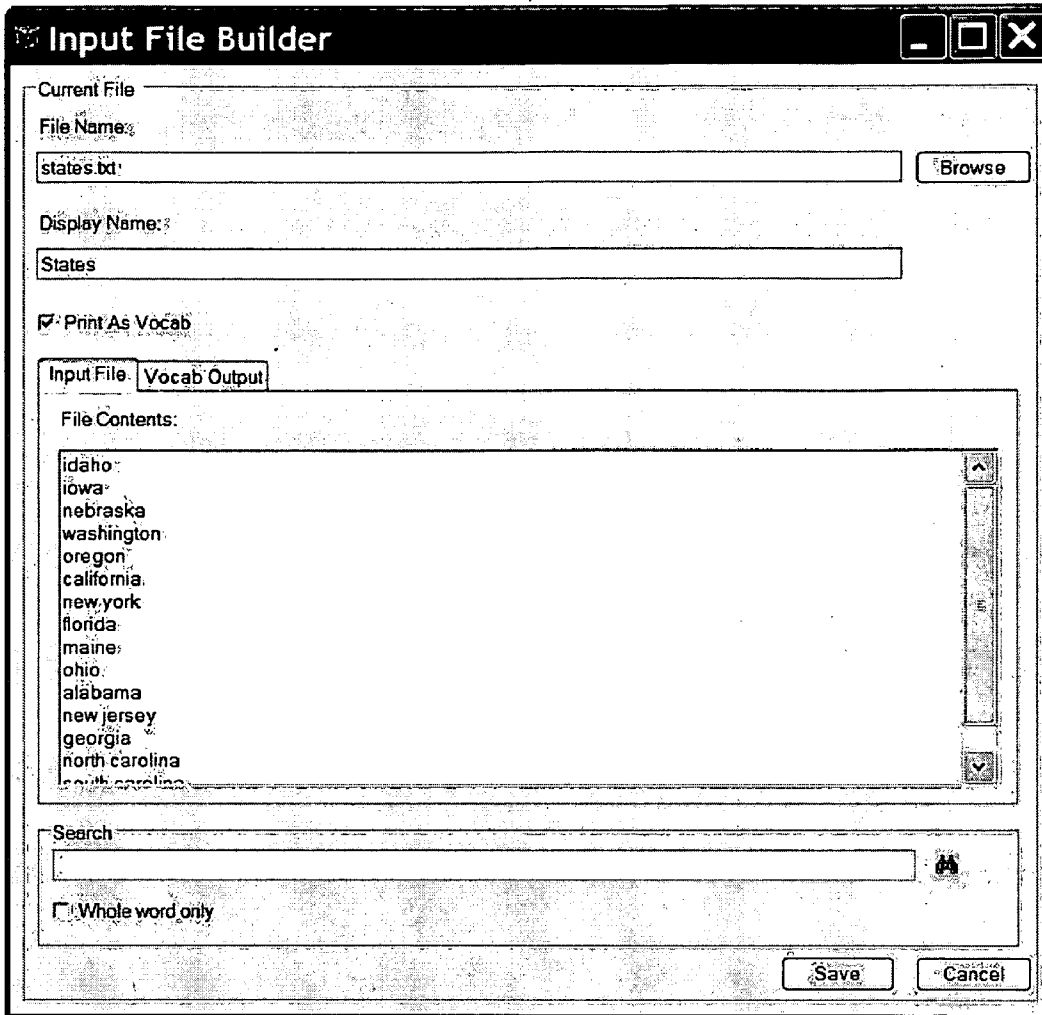 Input File Builder
Current File
File Name:
states.txt
Browse
Display Name:
States
Print As Vocab
Input File Vocab Output
File Contents:
idaho
iowa
nebraska
washington
oregon
california
new york
florida
maine
ohio
alabama
new jersey
georgia
north carolina
south carolina
Search
Whole word only
Save Cancel